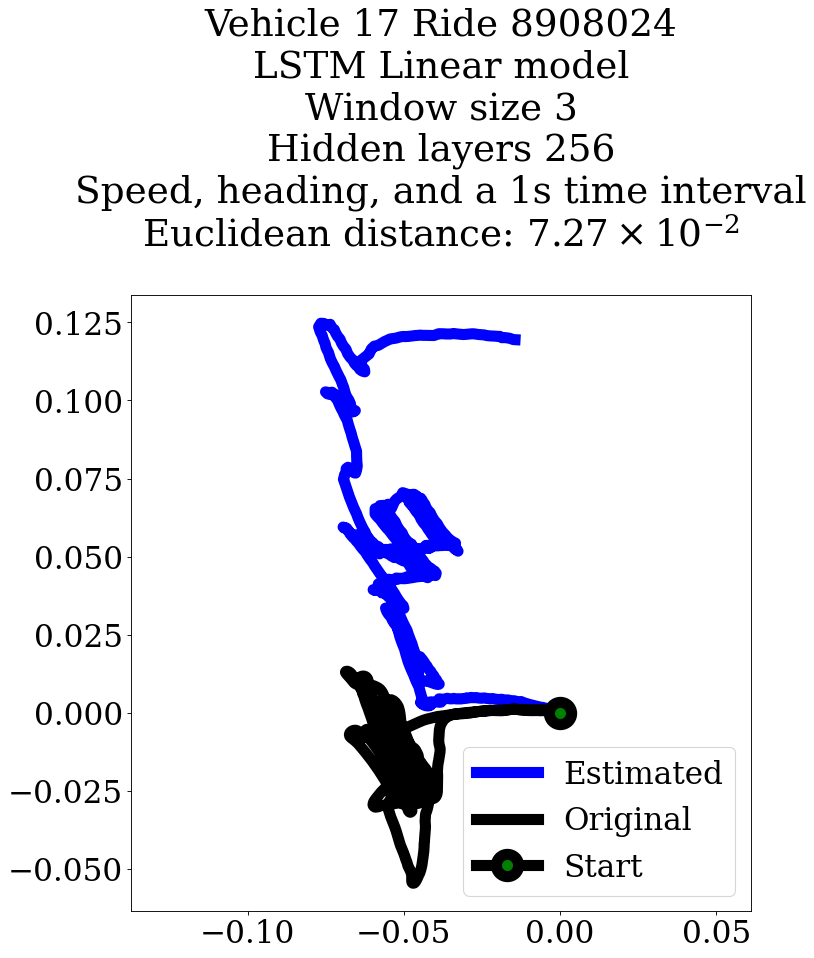 Vehicle 17 Ride 8908024
LSTM Linear model
Window size 3
Hidden layers 256
Speed, heading, and a 1s time interval
Euclidean distance: 7.27 × 10⁻²
0.125
0.100
0.075
0.050
0.025
0.000
−0.025
−0.050
Estimated
Original
Start
−0.10
−0.05
0.00
0.05